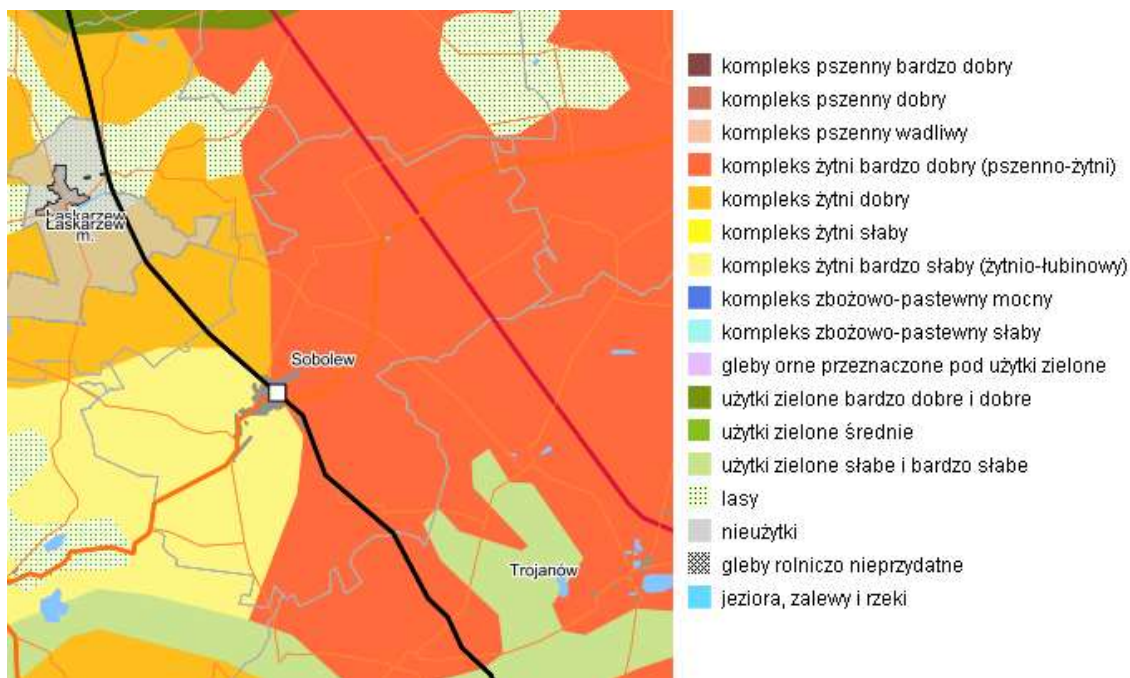 Łaskarzew
Łaskarzew
m.
Sobolew
Trojanów
kompleks pszenny bardzo dobry
kompleks pszenny dobry
kompleks pszenny wadliwy
kompleks żytni bardzo dobry (pszenno-żytni)
kompleks żytni dobry
kompleks żytni słaby
kompleks żytni bardzo słaby (żytnio-łubinowy)
kompleks zbożowo-pastewny mocny
kompleks zbożowo-pastewny słaby
gleby orne przeznaczone pod użytki zielone
użytki zielone bardzo dobre i dobre
użytki zielone średnie
użytki zielone słabe i bardzo słabe
lasy
nieużytki
gleby rolniczo nieprzydatne
jeziora, zalewy i rzeki